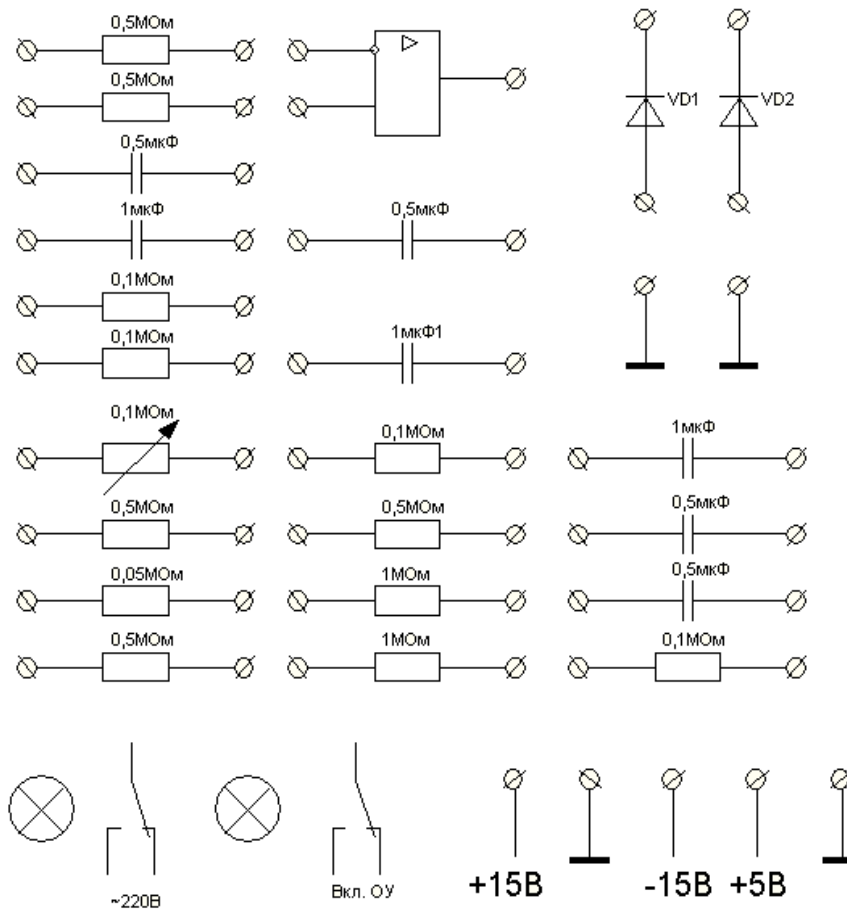 0,5МОм
0,5МОм
VD1 VD2
0,5мкФ
1мкФ 0,5мкФ
0,1МОм
0,1МОм 1мкФ1
0,1МОм
0,1МОм 1мкФ
0,5МОм 0,5МОм 0,5мкФ
0,05МОм 1МОм 0,5мкФ
0,5МОм 1МОм 0,1МОм
~220В Вкл. ОУ +15В -15В +5В